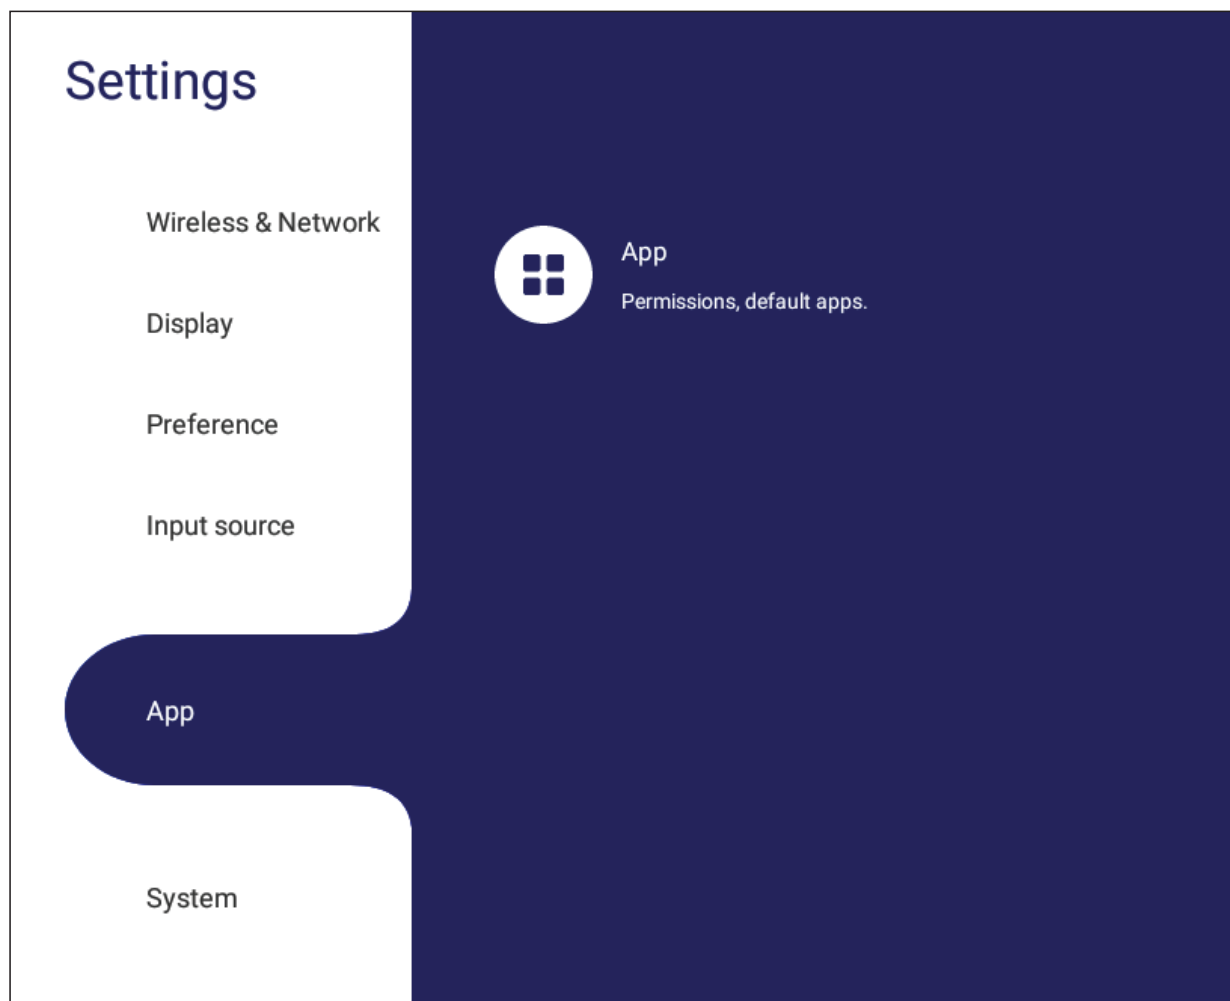 Settings
Wireless & Network
Display
Preference
Input source
App
System
App
Permissions, default apps.